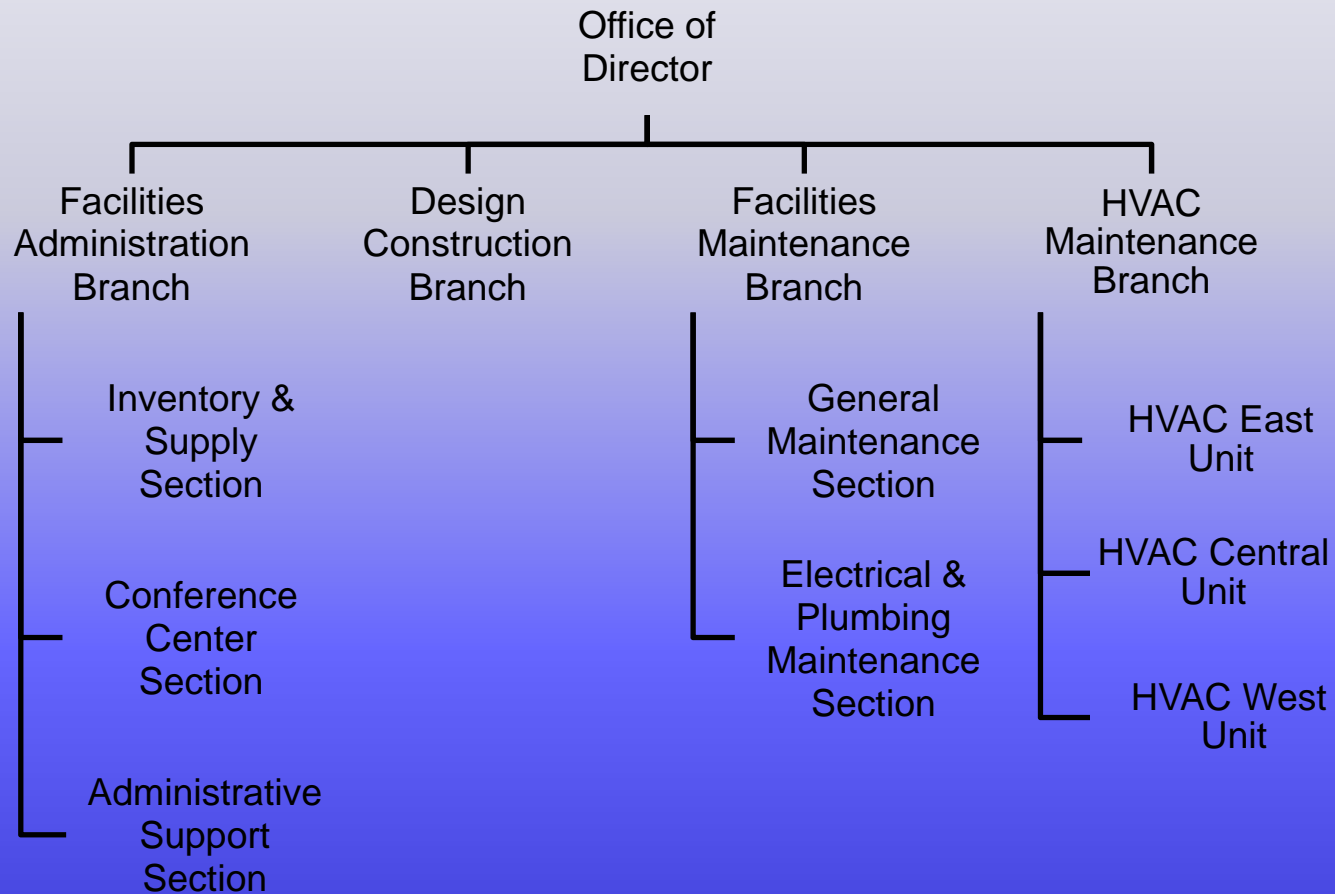 Office of
Director
Facilities
Administration
Branch
Design
Construction
Branch
Facilities
Maintenance
Branch
HVAC
Maintenance
Branch
Inventory &
Supply
Section
Conference
Center
Section
Administrative
Support
Section
General
Maintenance
Section
Electrical &
Plumbing
Maintenance
Section
HVAC East
Unit
HVAC Central
Unit
HVAC West
Unit